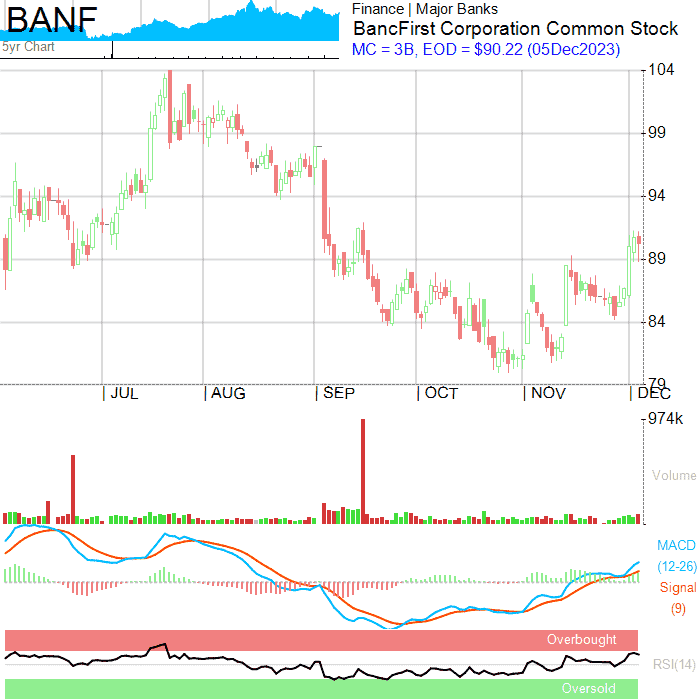 BANF
5yr Chart
Finance | Major Banks
BancFirst Corporation Common Stock
MC = 3B, EOD = $90.22 (05Dec2023)
104
99
94
89
84
79
| JUL | AUG | SEP | OCT | NOV | DEC
974k
Volume
MACD
(12-26)
Signal
(9)
Overbought
RSI(14)
Oversold